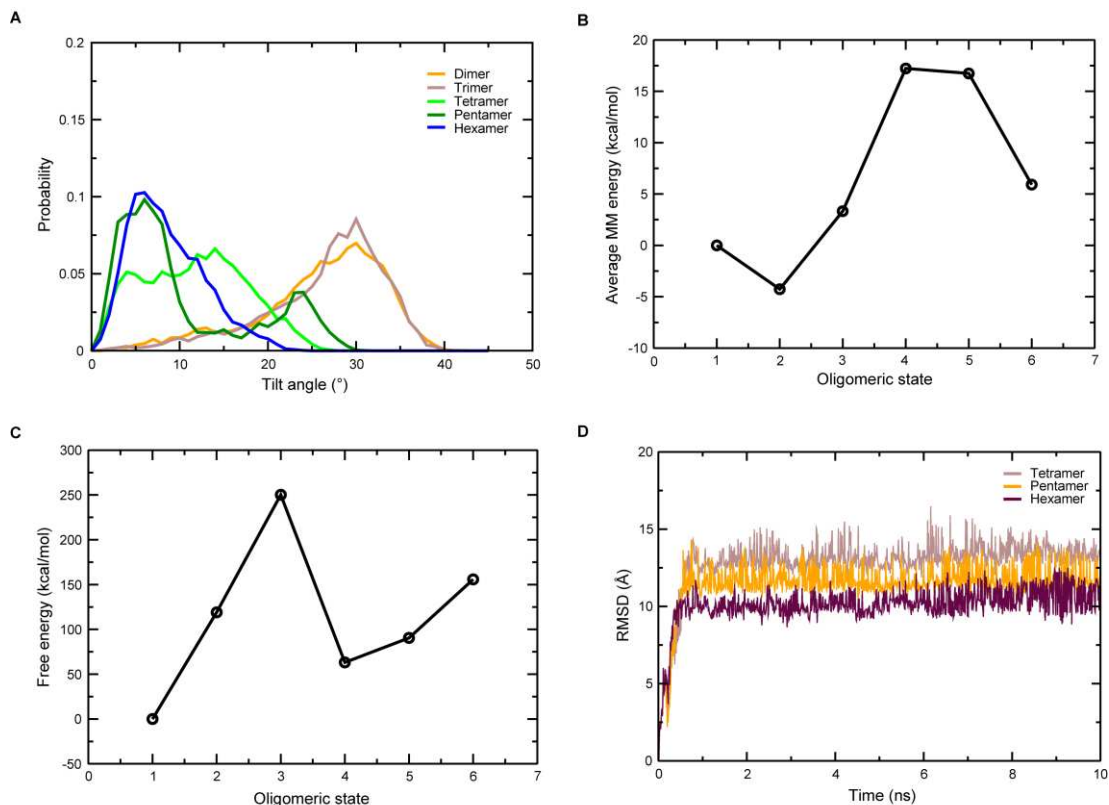 A
Probability
0.2
0.15
0.1
0.05
0
0 10 20 30 40 50
Tilt angle (°)
Dimer
Trimer
Tetramer
Pentamer
Hexamer
B
Average MM energy (kcal/mol)
20
15
10
5
0
-5
-10
0 1 2 3 4 5 6 7
Oligomeric state
C
Free energy (kcal/mol)
300
250
200
150
100
50
0
-50
0 1 2 3 4 5 6 7
Oligomeric state
D
RMSD (Å)
20
15
10
5
0
0 2 4 6 8 10
Time (ns)
Tetramer
Pentamer
Hexamer